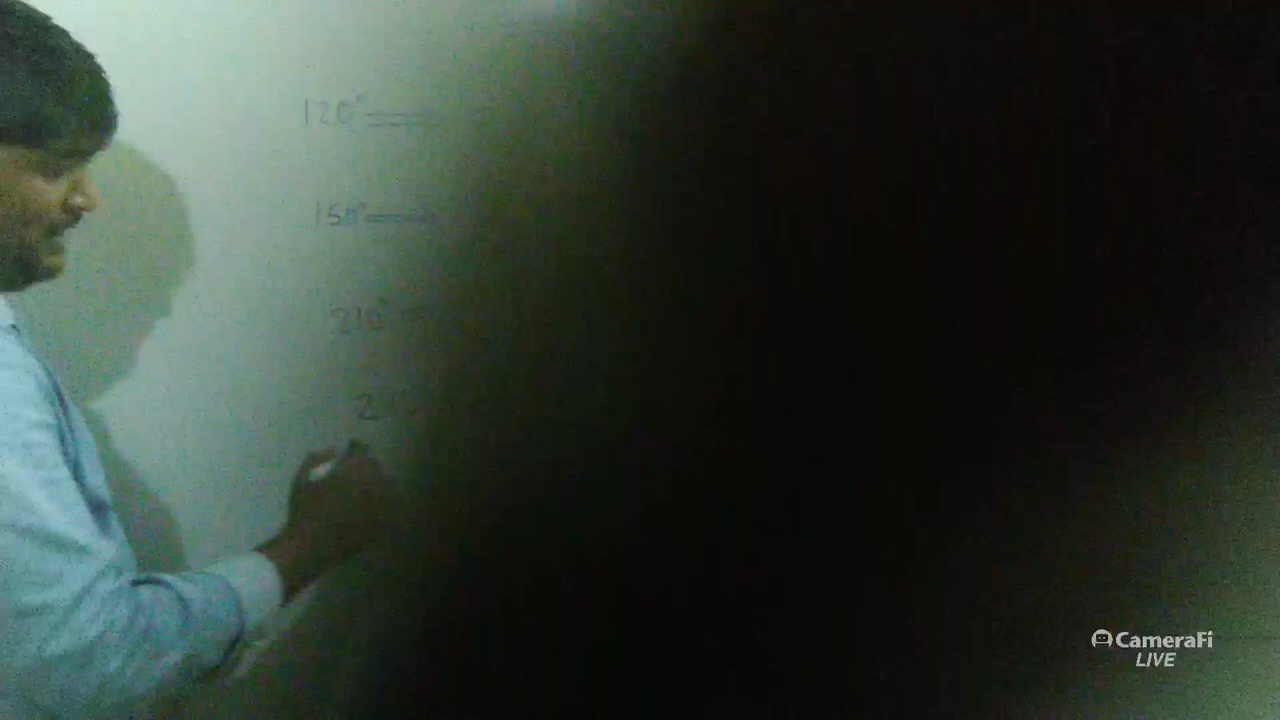 120° =
150° =
210° =
CameraFi
LIVE